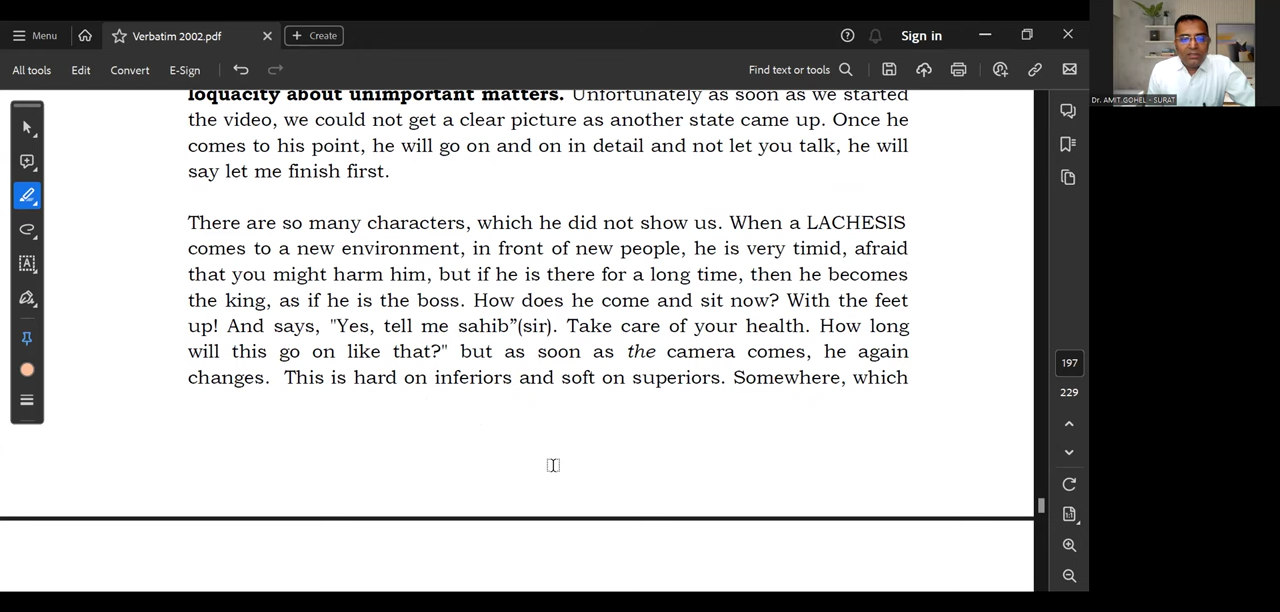 Menu
Verbatim 2002.pdf
Create
Sign in
All tools
Edit
Convert
E-Sign
Find text or tools
Dr. AMIT.GOHEL - SURAT
loquacity about unimportant matters. Unfortunately as soon as we started
the video, we could not get a clear picture as another state came up. Once he
comes to his point, he will go on and on in detail and not let you talk, he will
say let me finish first.
There are so many characters, which he did not show us. When a LACHESIS
comes to a new environment, in front of new people, he is very timid, afraid
that you might harm him, but if he is there for a long time, then he becomes
the king, as if he is the boss. How does he come and sit now? With the feet
up! And says, "Yes, tell me sahib”(sir). Take care of your health. How long
will this go on like that?" but as soon as the camera comes, he again
changes.  This is hard on inferiors and soft on superiors. Somewhere, which
197
229